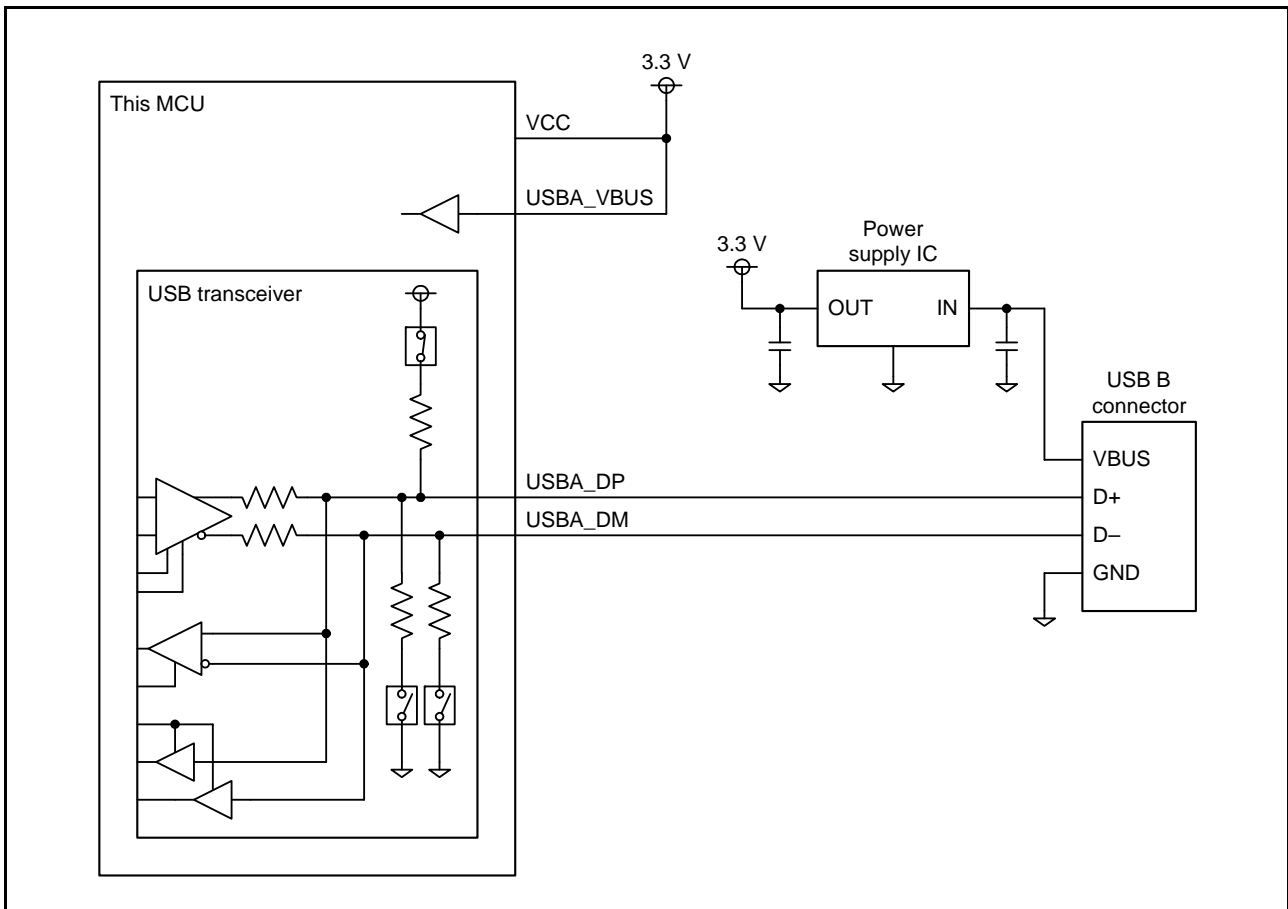 3.3 V
This MCU
VCC
USBA_VBUS
Power
supply IC
3.3 V
USB transceiver
OUT
IN
USB B
connector
VBUS
USBA_DP
D+
USBA_DM
D–
GND